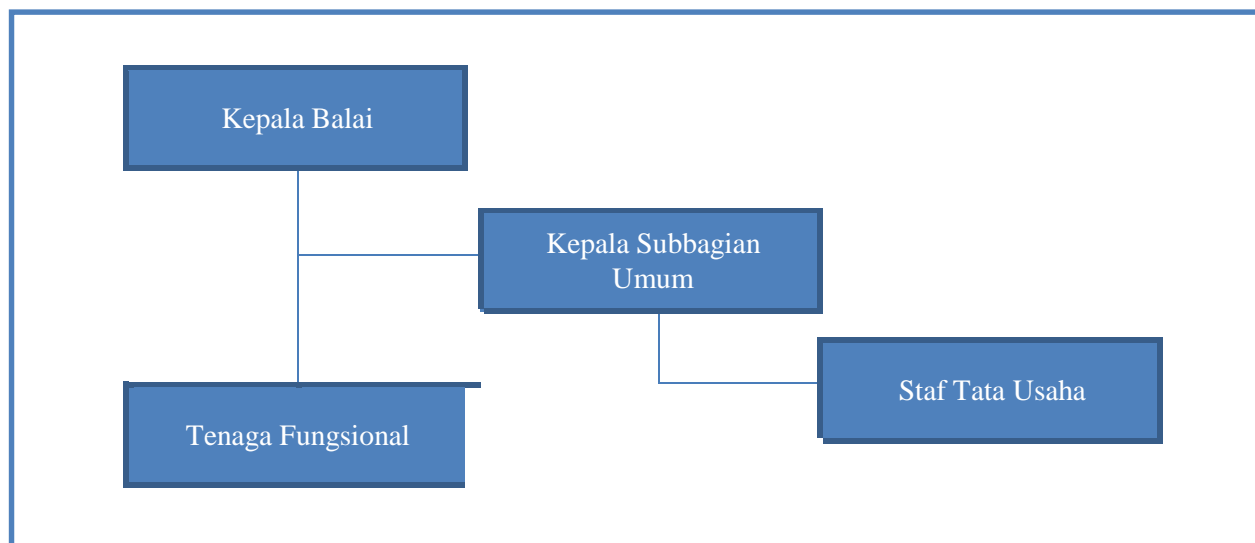 Kepala Balai
Kepala Subbagian
Umum
Staf Tata Usaha
Tenaga Fungsional